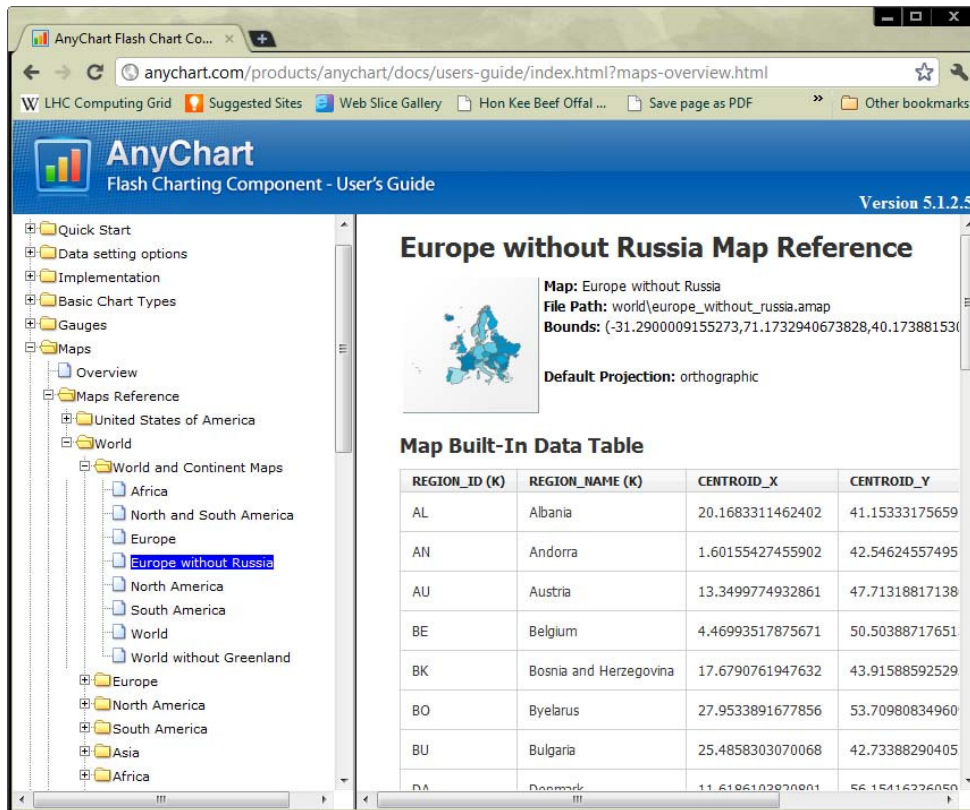 AnyChart Flash Chart Co...
anychart.com/products/anychart/docs/users-guide/index.html?maps-overview.html
W LHC Computing Grid Suggested Sites Web Slice Gallery Hon Kee Beef Offal ... Save page as PDF » Other bookmarks
AnyChart
Flash Charting Component - User's Guide
Version 5.1.2.5
Quick Start
Data setting options
Implementation
Basic Chart Types
Gauges
Maps
Overview
Maps Reference
United States of America
World
World and Continent Maps
Africa
North and South America
Europe
Europe without Russia
North America
South America
World
World without Greenland
Europe
North America
South America
Asia
Africa
Europe without Russia Map Reference
Map: Europe without Russia
File Path: world\europe_without_russia.amap
Bounds: (-31.2900009155273,71.1732940673828,40.173881530
Default Projection: orthographic
Map Built-In Data Table
REGION_ID (K) REGION_NAME (K) CENTROID_X CENTROID_Y
AL Albania 20.1683311462402 41.15333175659
AN Andorra 1.60155427455902 42.54624557495
AU Austria 13.3499774932861 47.71318817138
BE Belgium 4.46993517875671 50.50388717651
BK Bosnia and Herzegovina 17.6790761947632 43.91588592529
BO Byelarus 27.9533891677856 53.70980834960
BU Bulgaria 25.4858303070068 42.73388290405
DA Denmark 11.6186103820801 56.15416336059